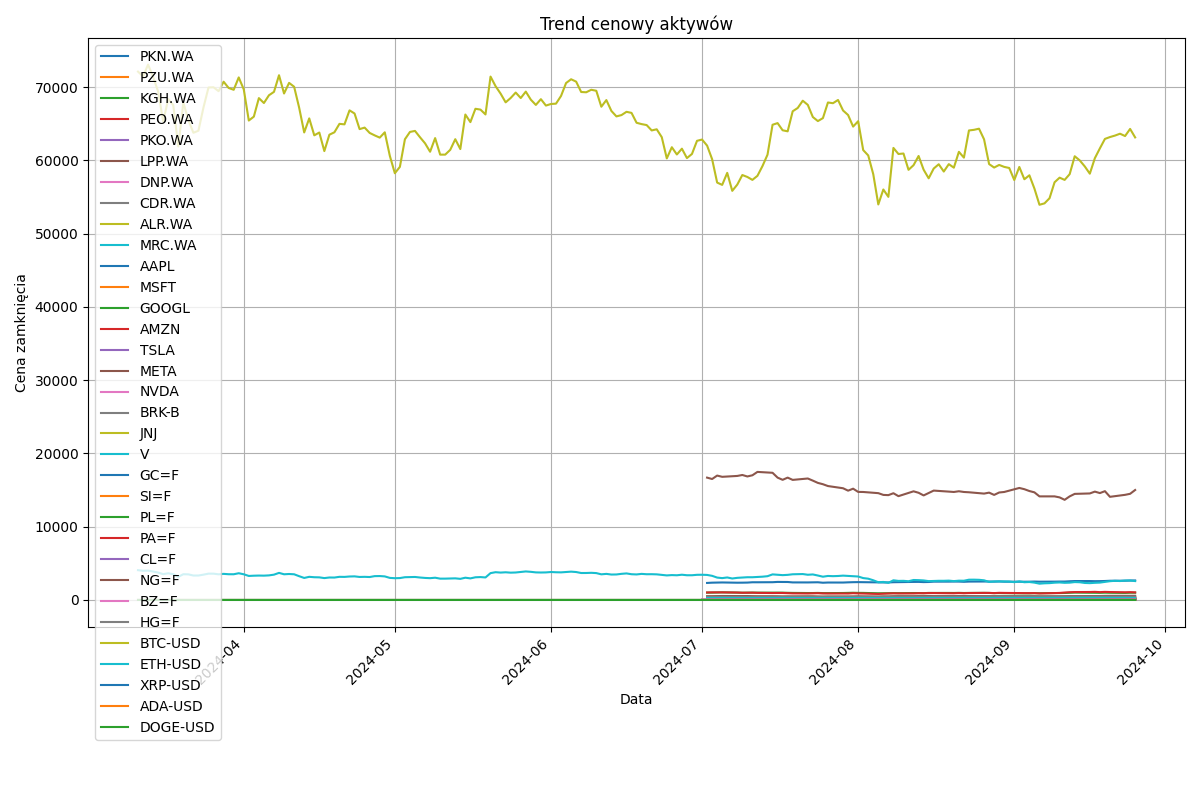 Trend cenowy aktywów
PKN.WA
PZU.WA
KGH.WA
PEO.WA
PKO.WA
LPP.WA
DNP.WA
CDR.WA
ALR.WA
MRC.WA
AAPL
MSFT
GOOGL
AMZN
TSLA
META
NVDA
BRK-B
JNJ
V
GC=F
SI=F
PL=F
PA=F
CL=F
NG=F
BZ=F
HG=F
BTC-USD
ETH-USD
XRP-USD
ADA-USD
DOGE-USD
Cena zamknięcia
70000
60000
50000
40000
30000
20000
10000
0
2024-04
2024-05
2024-06
2024-07
2024-08
2024-09
2024-10
Data